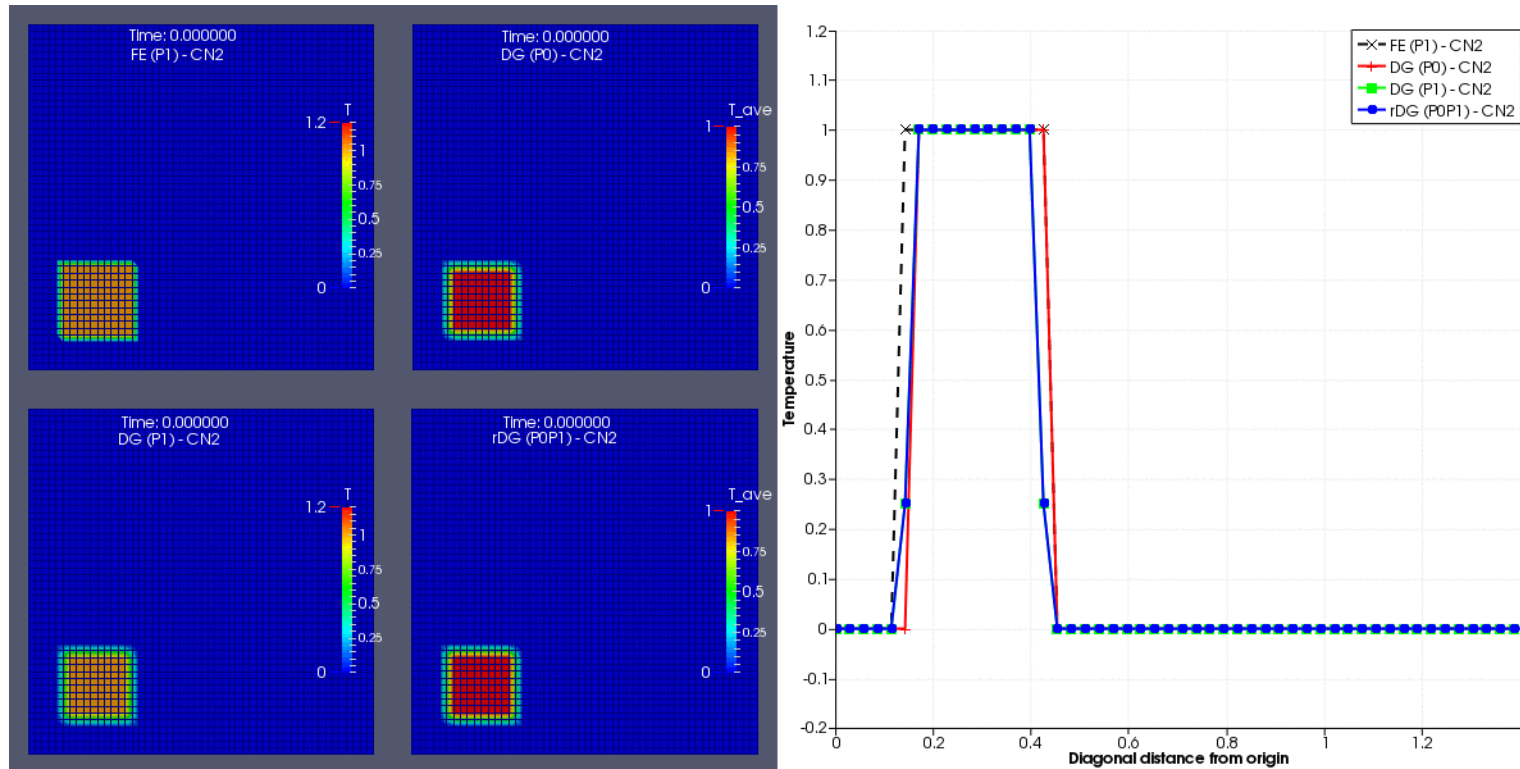 Time: 0.000000
FE (P1) - CN2
T
1.2
1
0.75
0.5
0.25
0
Time: 0.000000
DG (P0) - CN2
T_ave
1
0.75
0.5
0.25
0
Time: 0.000000
DG (P1) - CN2
T
1.2
1
0.75
0.5
0.25
0
Time: 0.000000
rDG (P0P1) - CN2
T_ave
1
0.75
0.5
0.25
0
FE (P1) - CN2
DG (P0) - CN2
DG (P1) - CN2
rDG (P0P1) - CN2
Temperature
1.2
1.1
1
0.9
0.8
0.7
0.6
0.5
0.4
0.3
0.2
0.1
0
-0.1
-0.2
0
0.2
0.4
0.6
0.8
1
1.2
Diagonal distance from origin